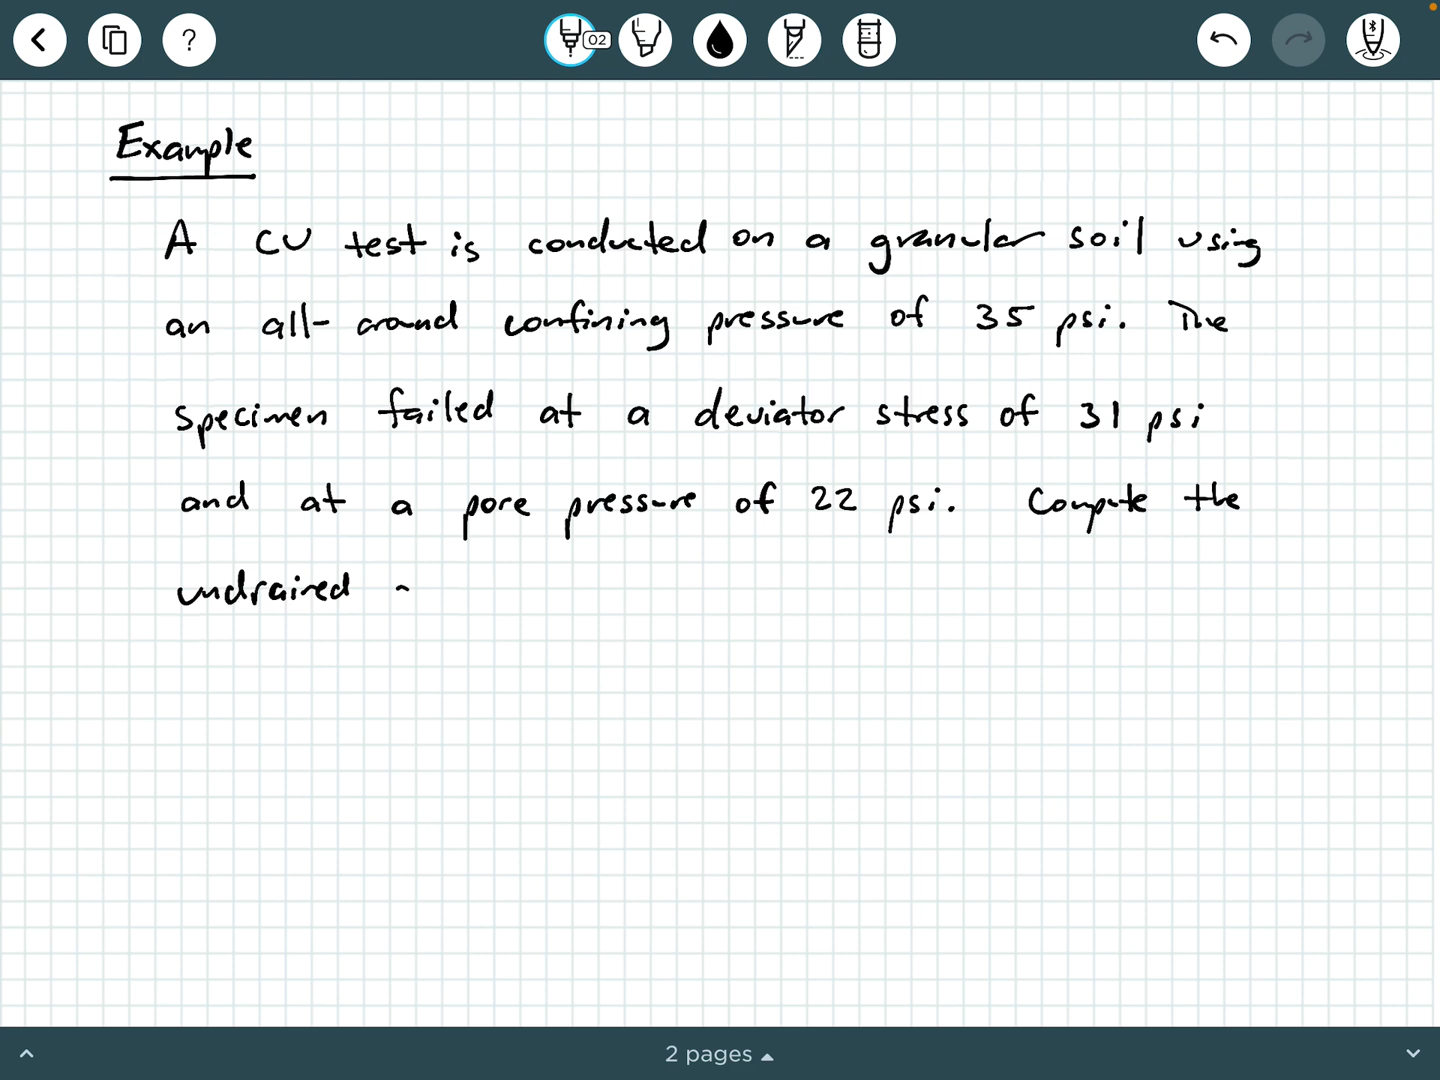 ?
02
Example
A CU test is conducted on a granular soil using
an all-around confining pressure of 35 psi. The
specimen failed at a deviator stress of 31 psi
and at a pore pressure of 22 psi. Compute the
undrained
2 pages